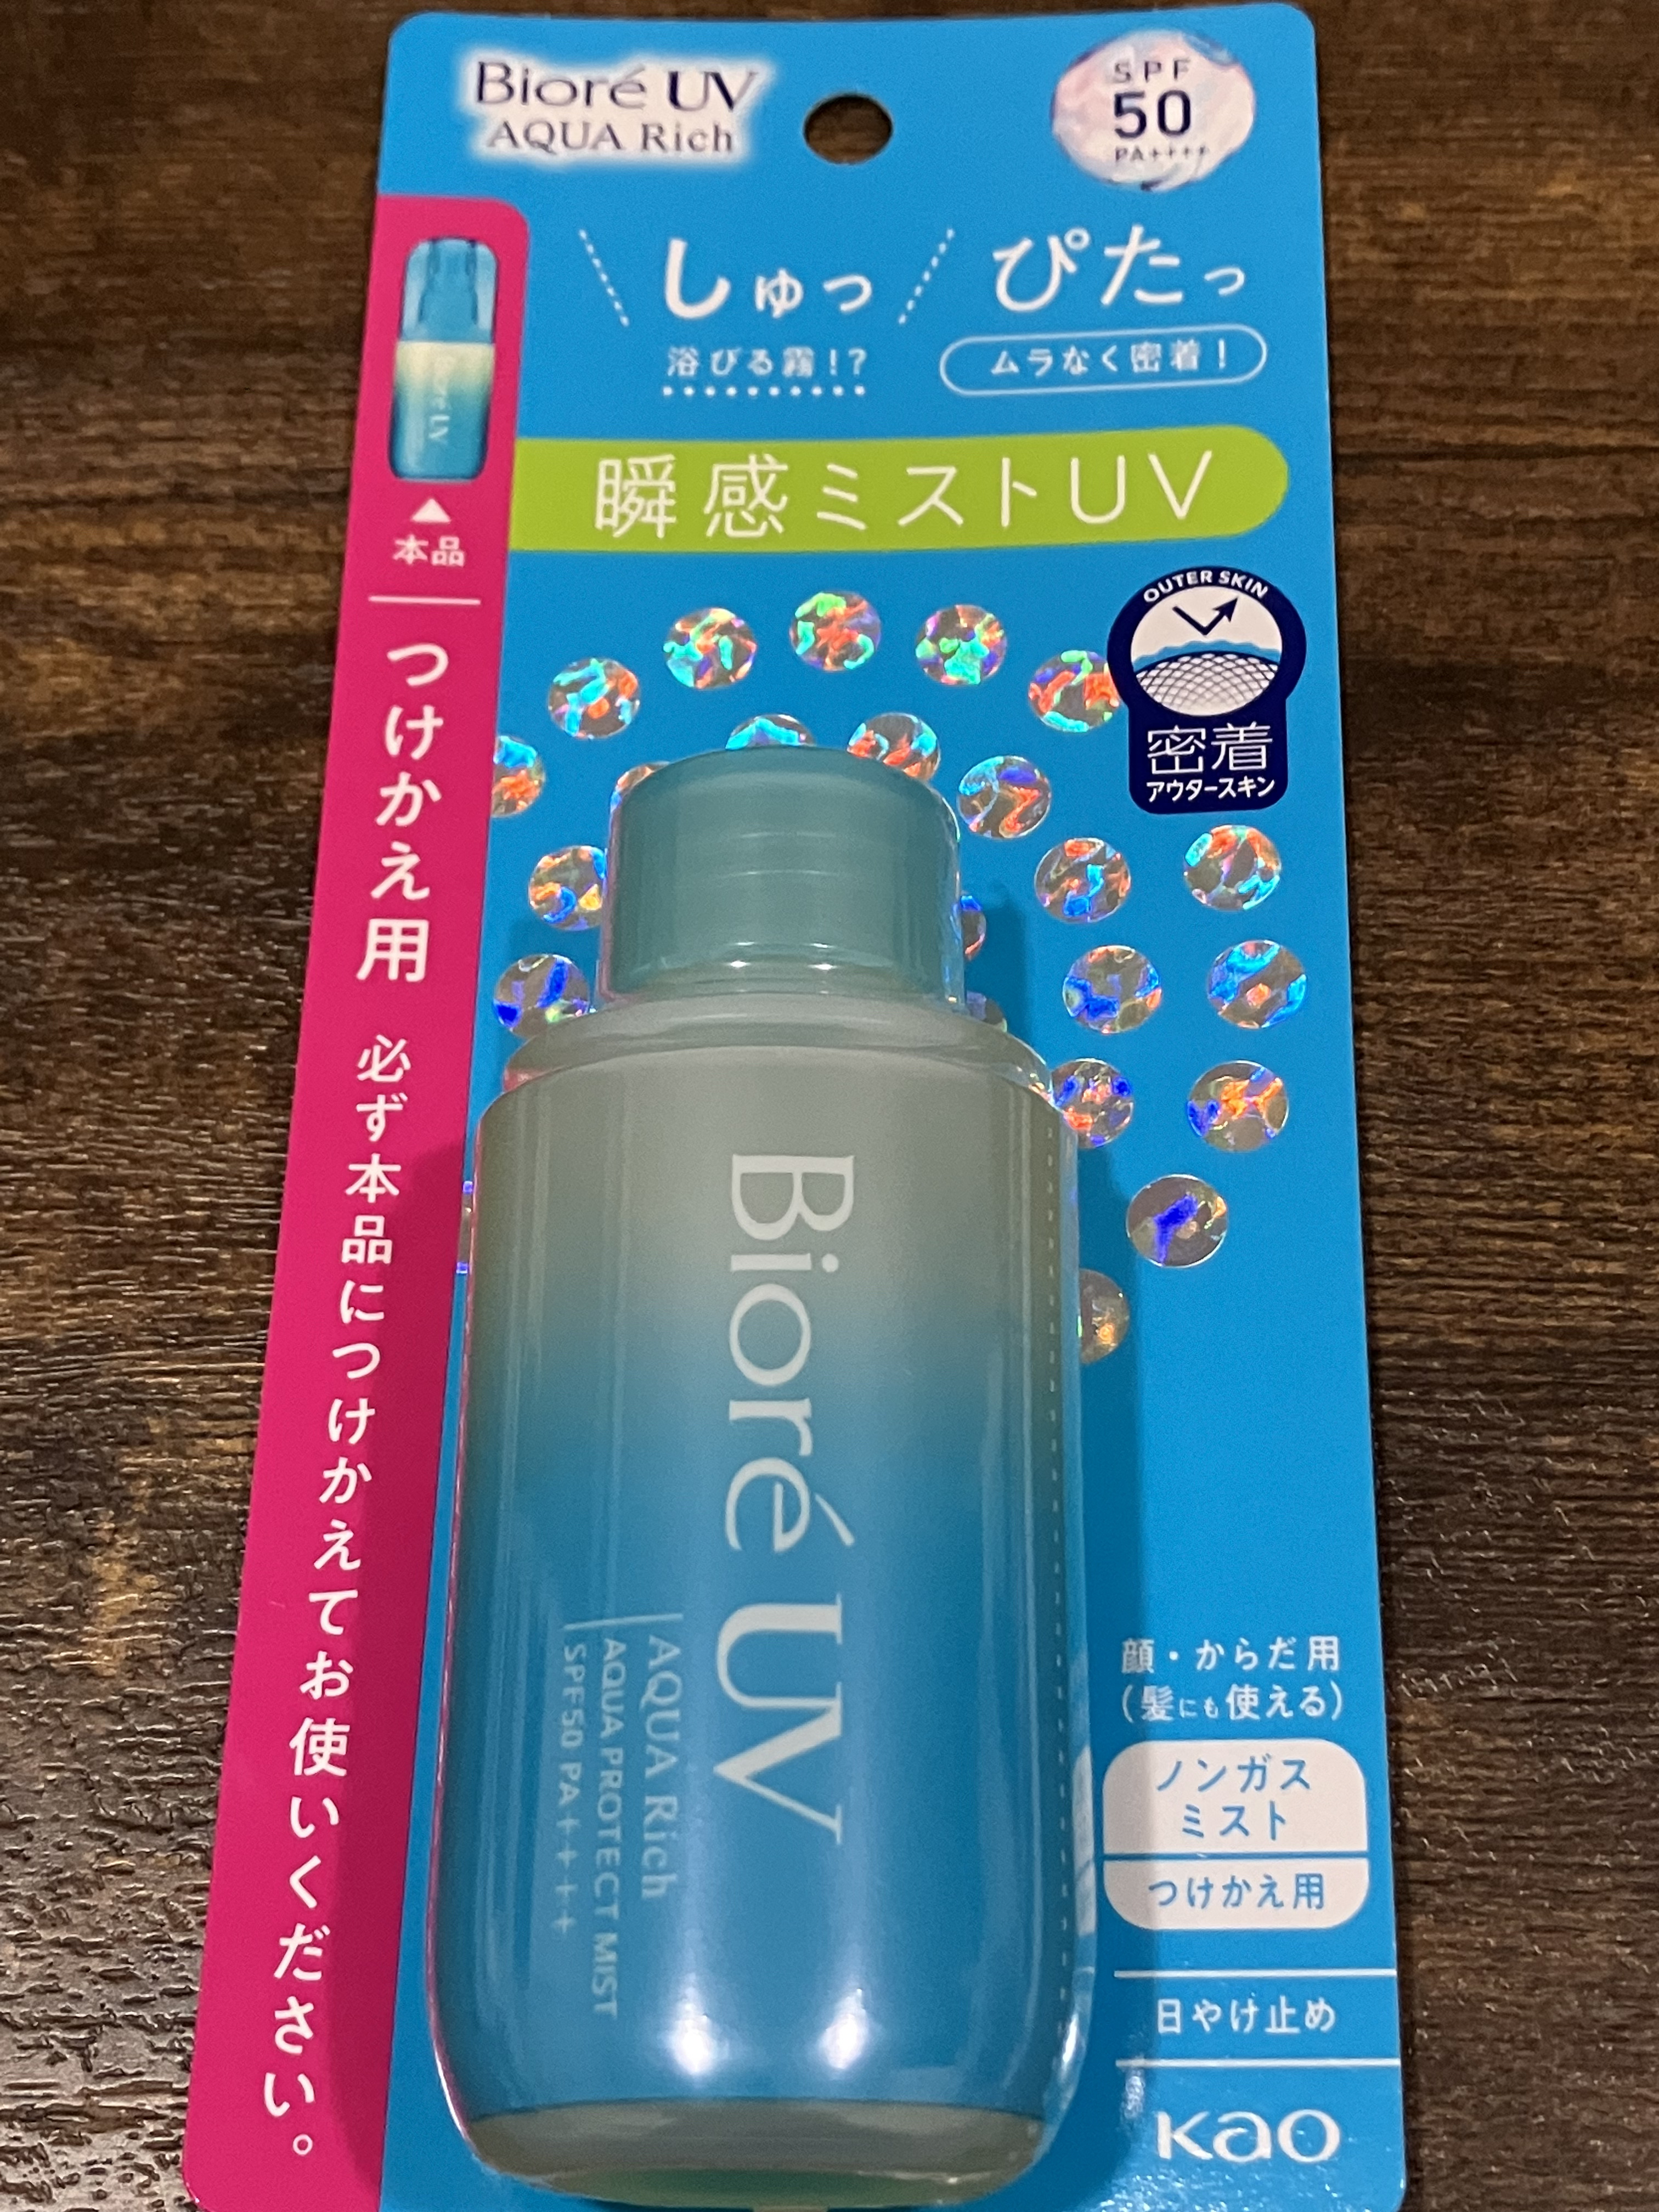 Bioré UV
AQUA Rich
SPF
50
PA++++
しゅっ
浴びる霧!?
ぴたっ
ムラなく密着!
瞬感ミストUV
本品
つけかえ用 必ず本品につけかえてお使いください。
OUTER SKIN
密着
アウタースキン
Bioré UV
AQUA Rich
AQUA PROTECT MIST
SPF50 PA++++
顔・からだ用
(髪にも使える)
ノンガス
ミスト
つけかえ用
日やけ止め
Kao